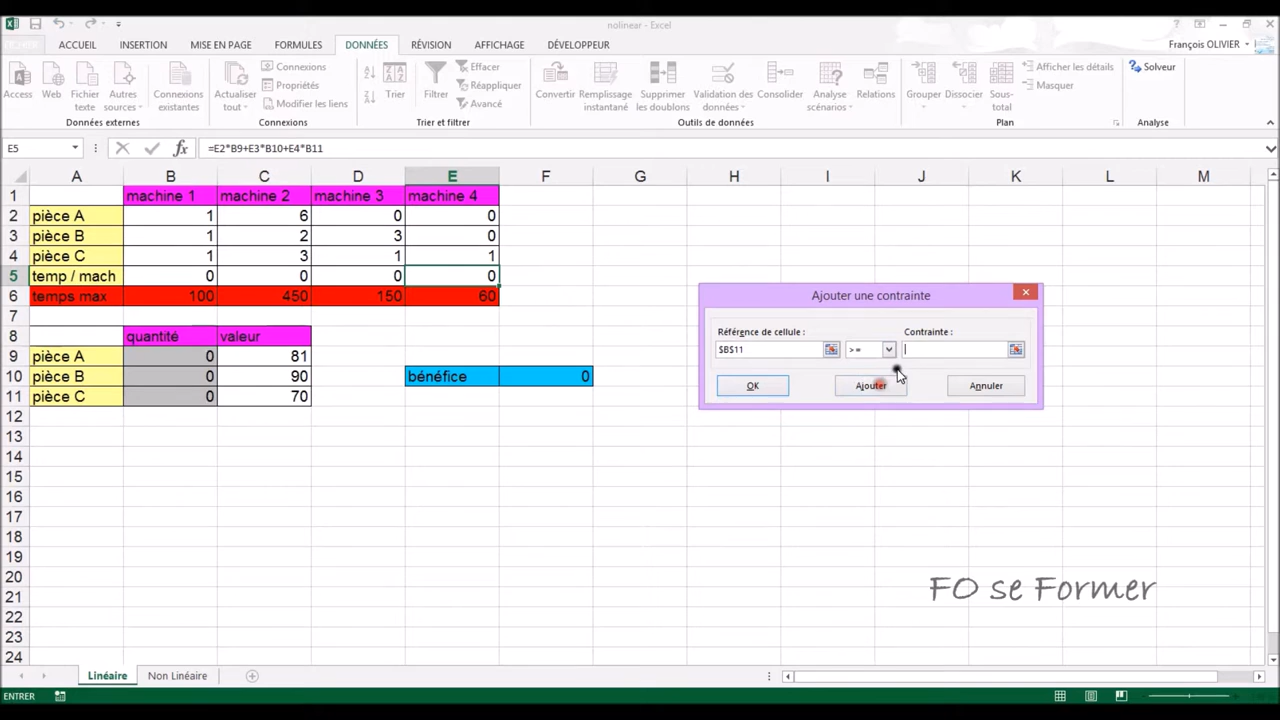 nolinear - Excel
FICHIER ACCUEIL INSERTION MISE EN PAGE FORMULES DONNÉES RÉVISION AFFICHAGE DÉVELOPPEUR François OLIVIER
Access Web Fichier texte Autres sources Connexions existantes
Données externes
Actualiser tout Connexions Propriétés Modifier les liens
Connexions
Trier Filtrer Effacer Réappliquer Avancé
Trier et filtrer
Convertir Remplissage instantané Supprimer les doublons Validation des données Consolider Analyse scénarios Relations
Outils de données
Grouper Dissocier Sous-total Afficher les détails Masquer
Plan
Solveur
Analyse
E5 fx =E2*B9+E3*B10+E4*B11
A B C D E F G H I J K L M
1 machine 1 machine 2 machine 3 machine 4
2 pièce A 1 6 0 0
3 pièce B 1 2 3 0
4 pièce C 1 3 1 1
5 temp / mach 0 0 0 0
6 temps max 100 450 150 60
7
8 quantité valeur
9 pièce A 0 81
10 pièce B 0 90 bénéfice 0
11 pièce C 0 70
12
13
14
15
16
17
18
19
20
21
22
23
24
Ajouter une contrainte
Référence de cellule : Contrainte :
$B$11 >=
OK Ajouter Annuler
FO se Former
Linéaire Non Linéaire
ENTRER